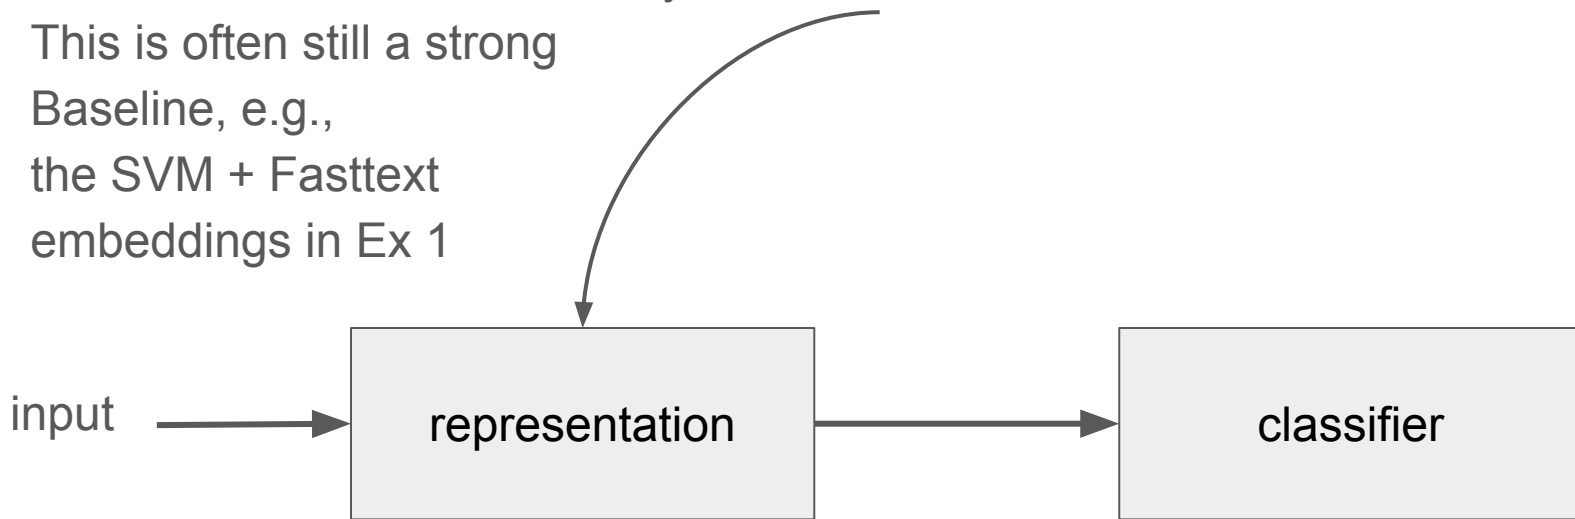 This is often still a strong
Baseline, e.g.,
the SVM + Fasttext
embeddings in Ex 1
input
representation
classifier